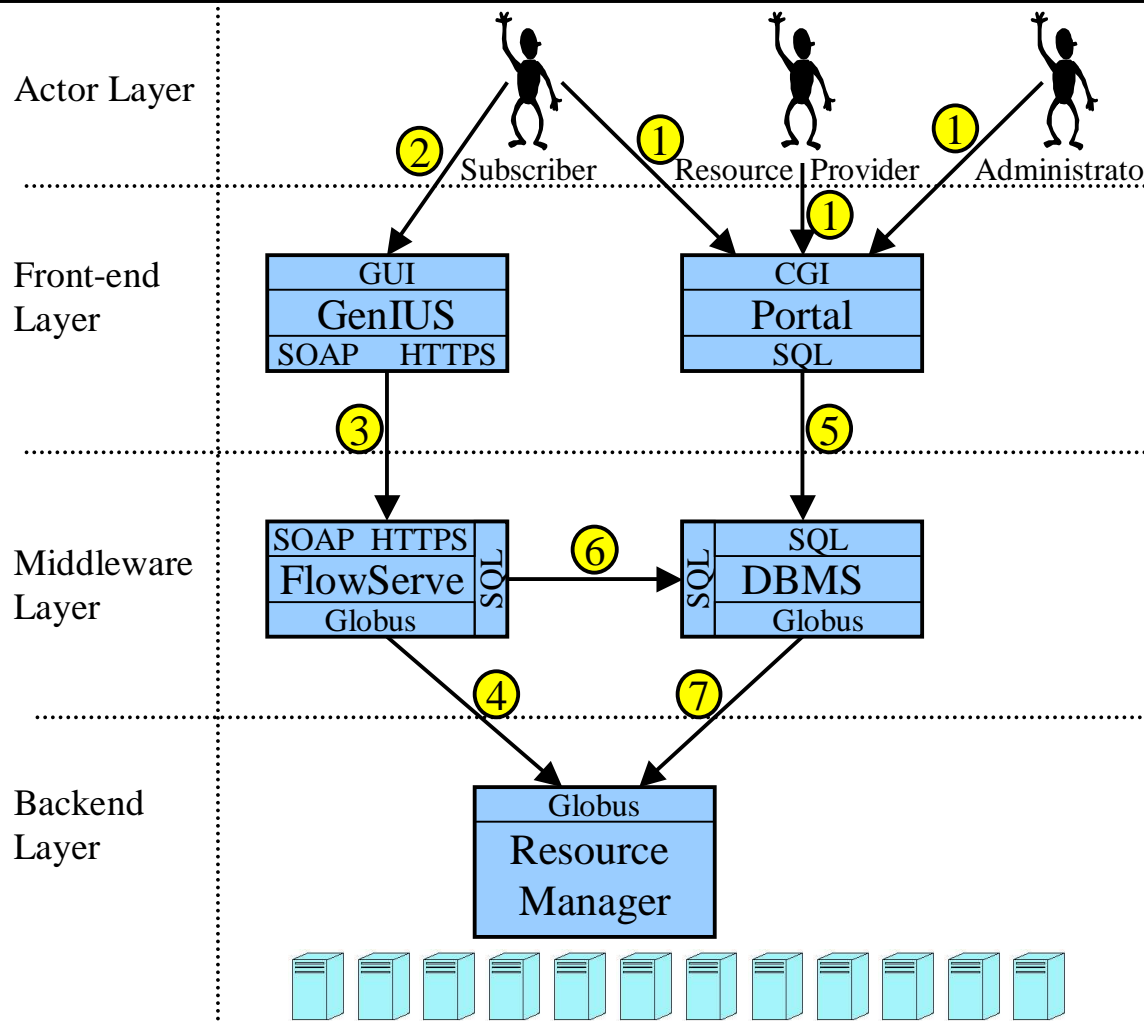 Actor Layer
2
1
1
Subscriber
Resource Provider
Administrato
1
Front-end
Layer
GUI
GenIUS
SOAP HTTPS
CGI
Portal
SQL
3
5
Middleware
Layer
SOAP HTTPS
FlowServe
Globus
SQL
6
SQL
SQL
DBMS
Globus
4
7
Backend
Layer
Globus
Resource
Manager